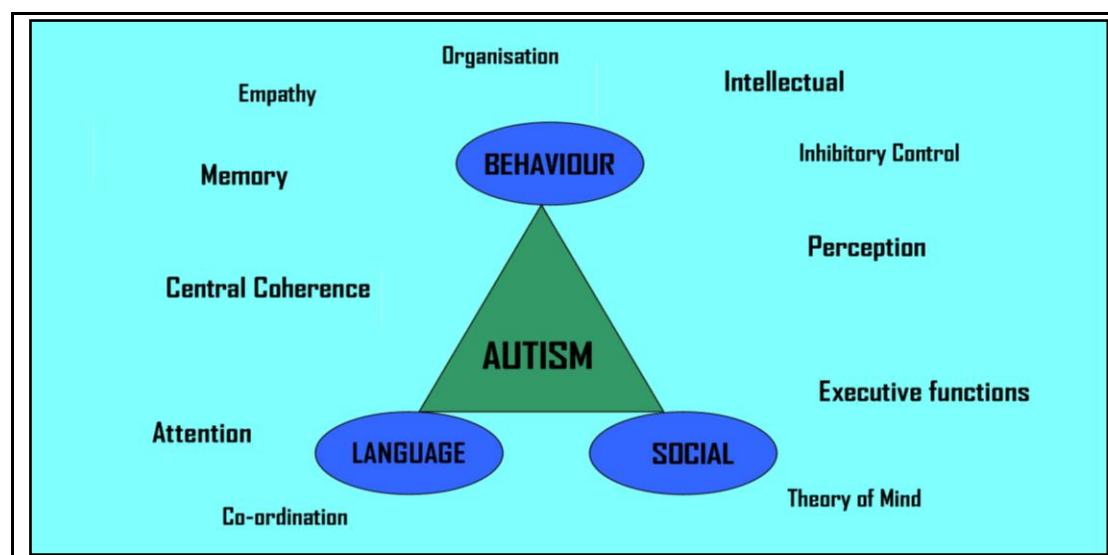 Organisation
Intellectual
Empathy
Inhibitory Control
BEHAVIOUR
Memory
Perception
Central Coherence
AUTISM
Executive functions
Attention
LANGUAGE
SOCIAL
Theory of Mind
Co-ordination